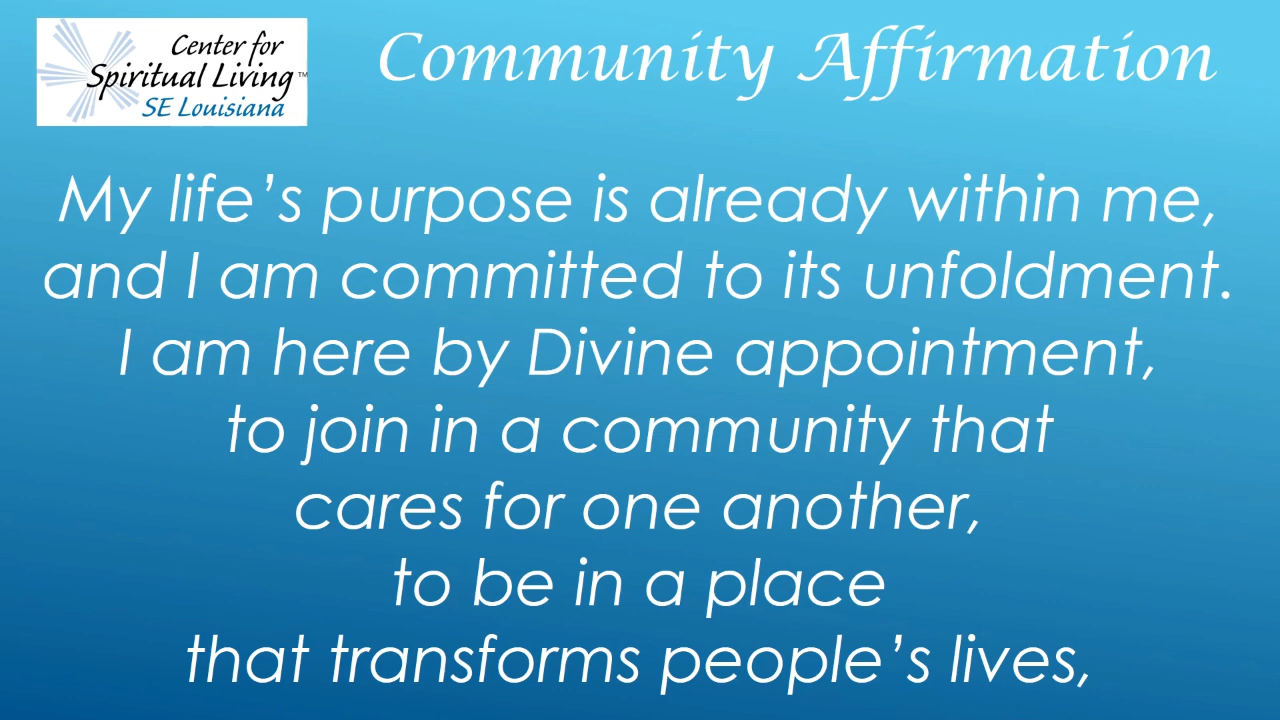 Center for
Spiritual Living™
SE Louisiana
Community Affirmation
My life’s purpose is already within me,
and I am committed to its unfoldment.
I am here by Divine appointment,
to join in a community that
cares for one another,
to be in a place
that transforms people’s lives,